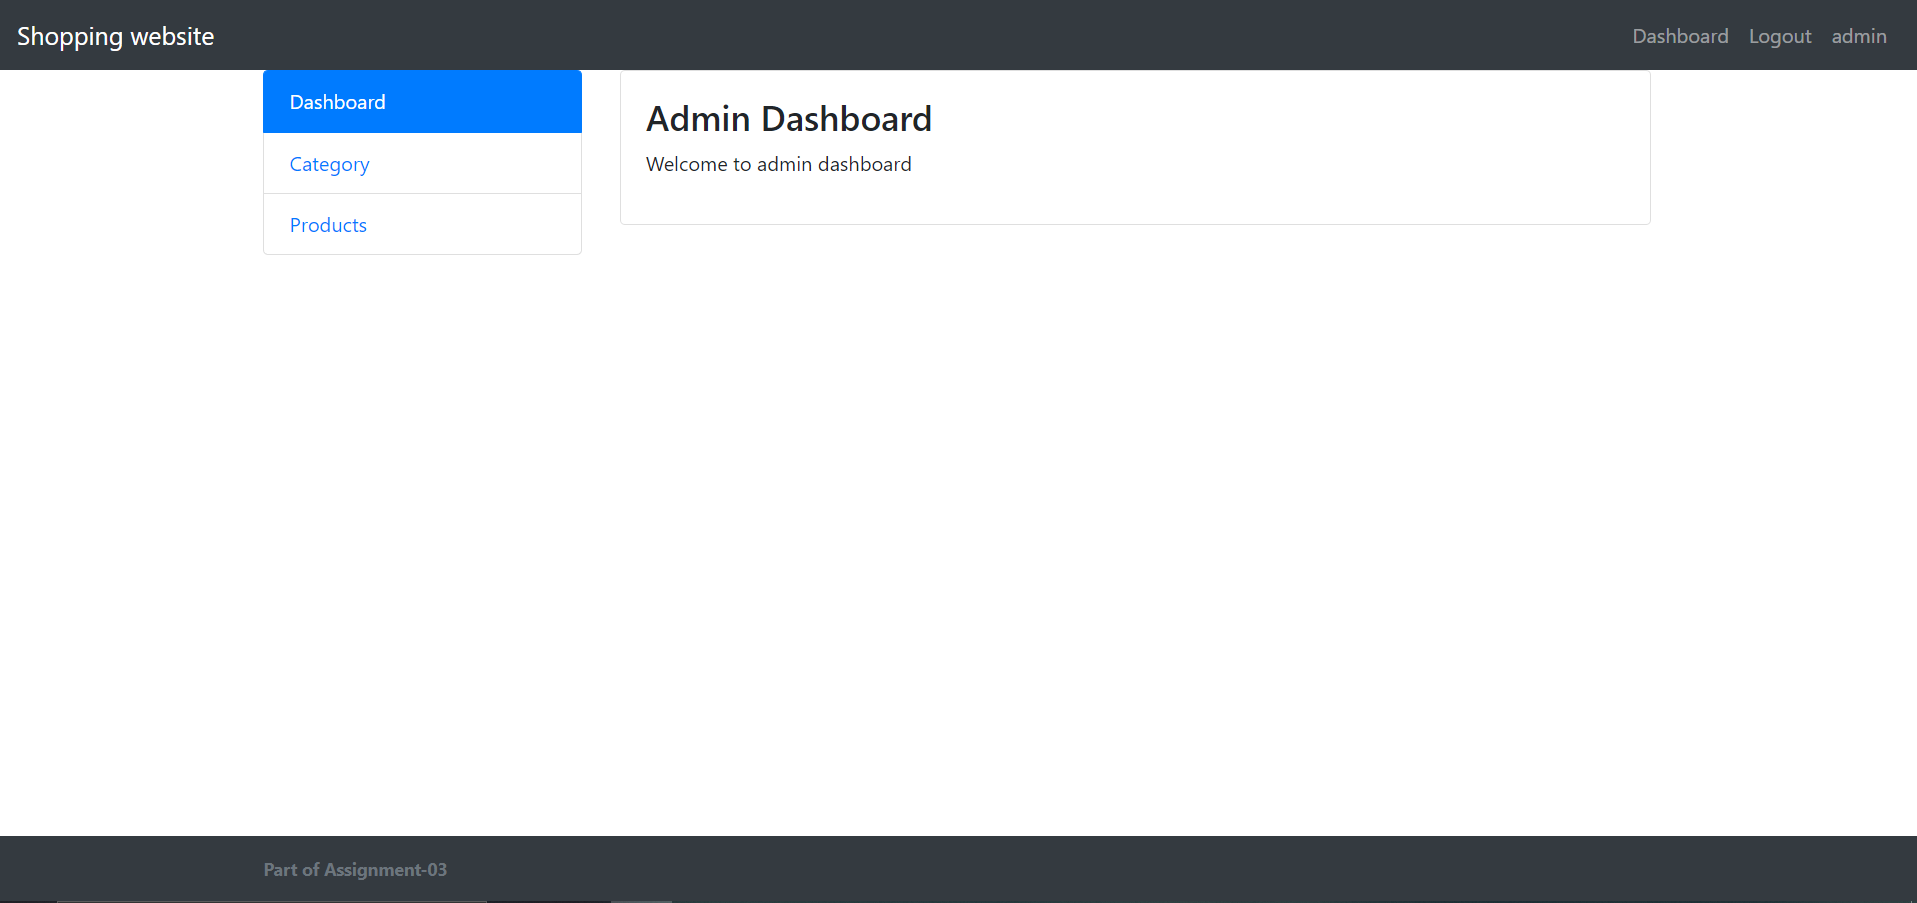 Shopping website
Dashboard Logout admin
Dashboard
Category
Products
Admin Dashboard
Welcome to admin dashboard
Part of Assignment-03